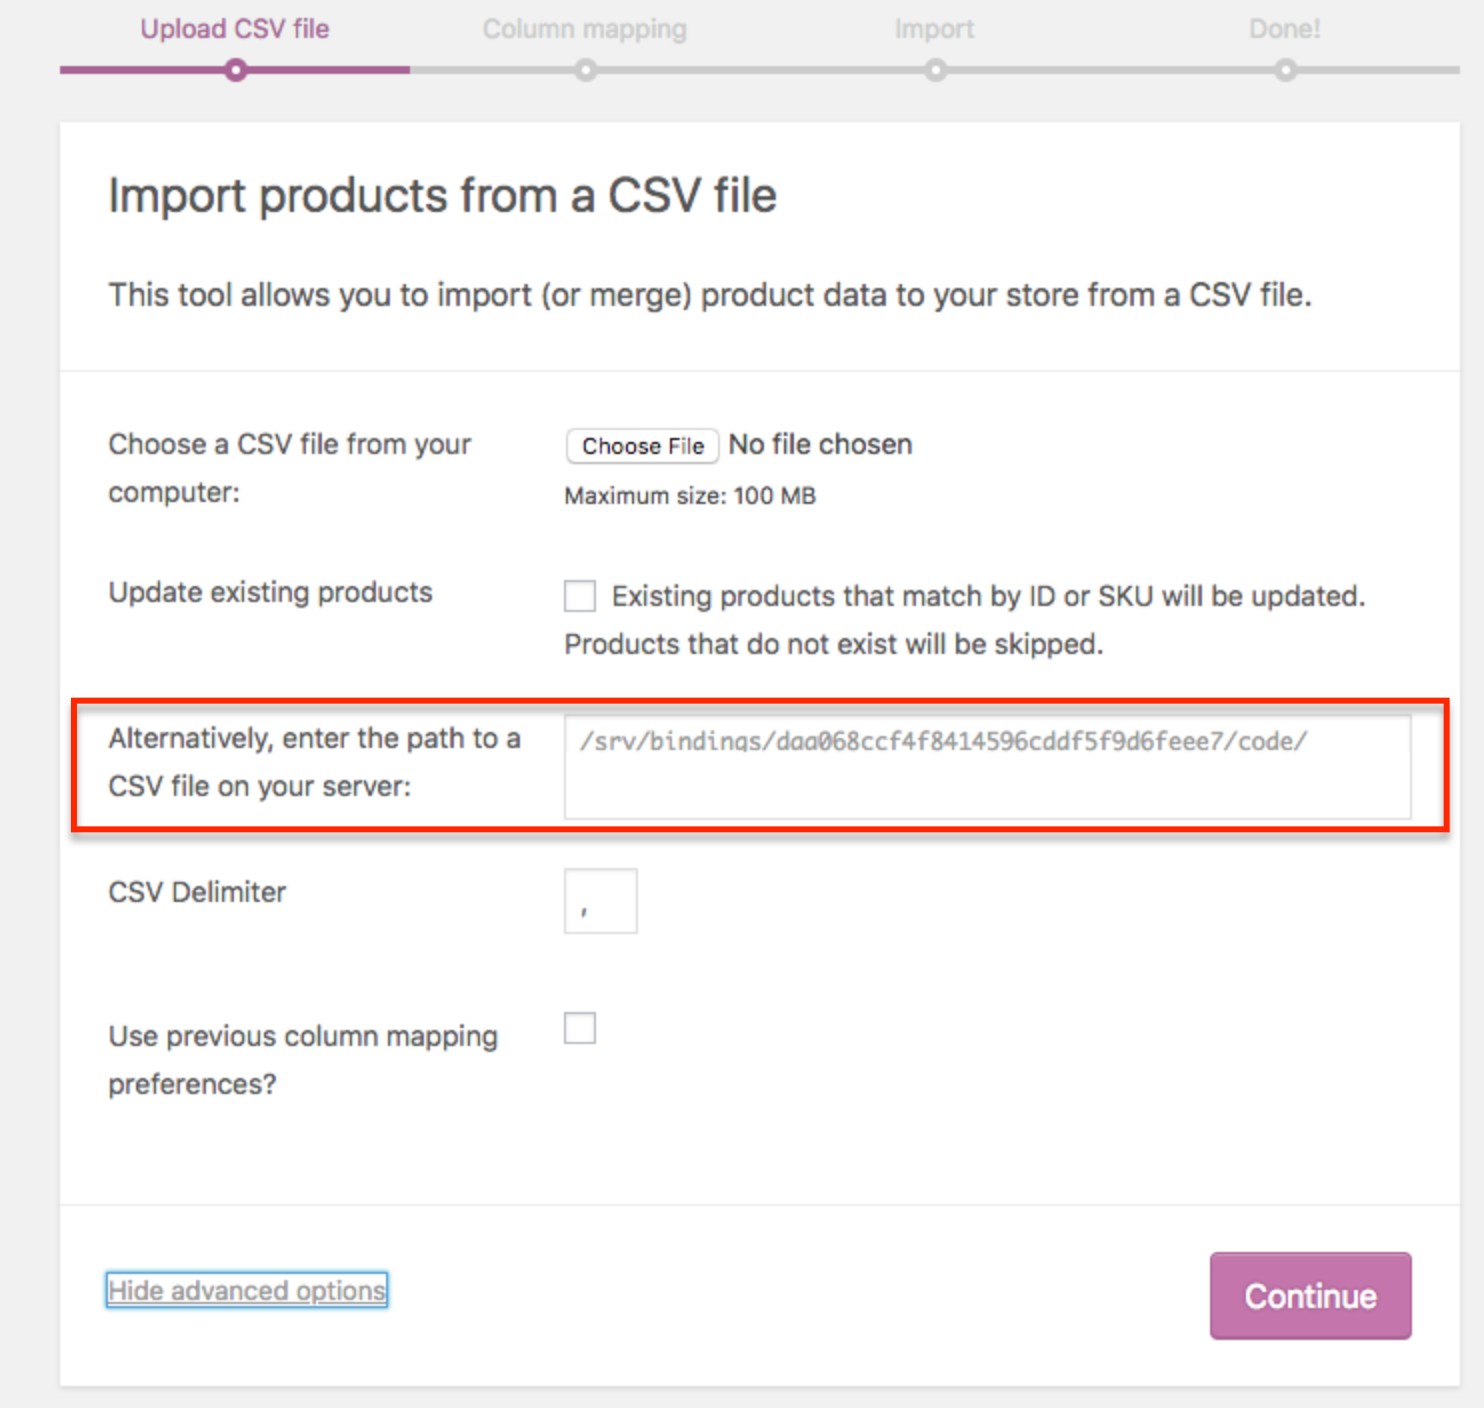 Upload CSV file
Column mapping
Import
Done!
Import products from a CSV file
This tool allows you to import (or merge) product data to your store from a CSV file.
Choose a CSV file from your
computer:
Choose File No file chosen
Maximum size: 100 MB
Update existing products
Existing products that match by ID or SKU will be updated.
Products that do not exist will be skipped.
Alternatively, enter the path to a
CSV file on your server:
/srv/bindings/daa068ccf4f8414596cddf5f9d6feee7/code/
CSV Delimiter
,
Use previous column mapping
preferences?
Hide advanced options
Continue